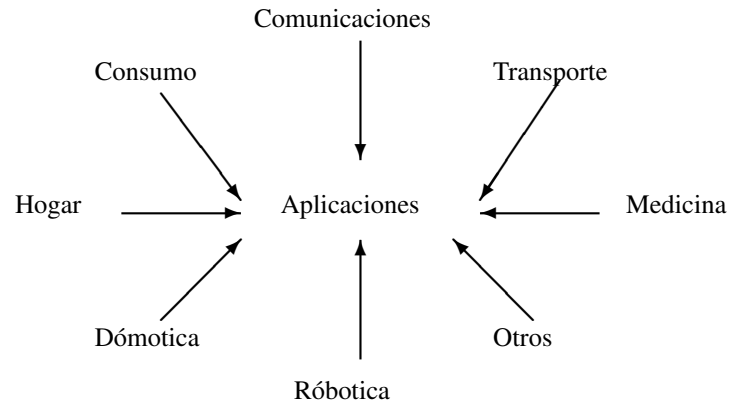 Comunicaciones
Consumo
Transporte
Hogar
Aplicaciones
Medicina
Dómotica
Otros
Róbotica